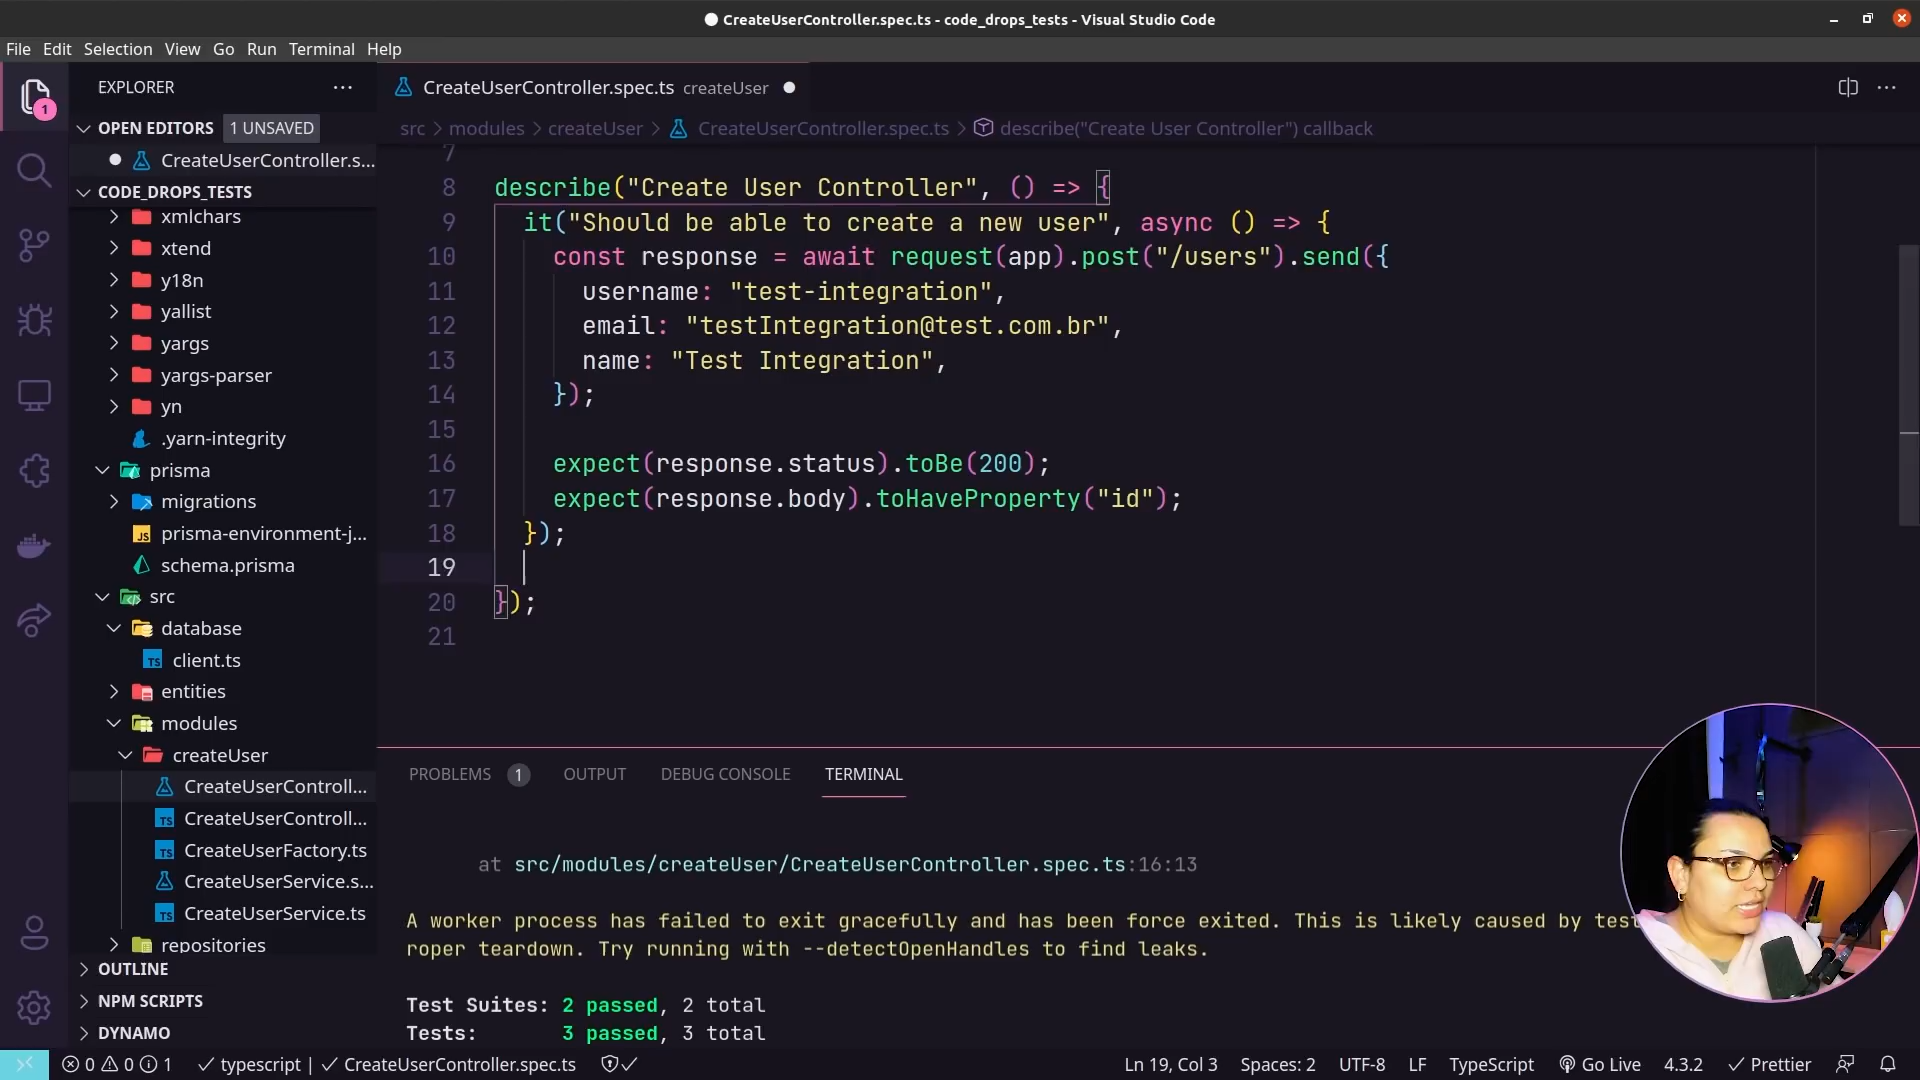 CreateUserController.spec.ts - code_drops_tests - Visual Studio Code
File Edit Selection View Go Run Terminal Help
1
EXPLORER
OPEN EDITORS 1 UNSAVED
CreateUserController.s...
CODE_DROPS_TESTS
xmlchars
xtend
y18n
yallist
yargs
yargs-parser
yn
.yarn-integrity
prisma
migrations
JS prisma-environment-j...
schema.prisma
src
database
TS client.ts
entities
modules
createUser
CreateUserControll...
TS CreateUserControll...
TS CreateUserFactory.ts
CreateUserService.s...
TS CreateUserService.ts
repositories
OUTLINE
NPM SCRIPTS
DYNAMO
CreateUserController.spec.ts createUser
src > modules > createUser > CreateUserController.spec.ts > describe("Create User Controller") callback
7
8 describe("Create User Controller", () => {
9 it("Should be able to create a new user", async () => {
10 const response = await request(app).post("/users").send({
11 username: "test-integration",
12 email: "testIntegration@test.com.br",
13 name: "Test Integration",
14 });
15
16 expect(response.status).toBe(200);
17 expect(response.body).toHaveProperty("id");
18 });
19
20 });
21
PROBLEMS 1 OUTPUT DEBUG CONSOLE TERMINAL
at src/modules/createUser/CreateUserController.spec.ts:16:13
A worker process has failed to exit gracefully and has been force exited. This is likely caused by test
roper teardown. Try running with --detectOpenHandles to find leaks.
Test Suites: 2 passed, 2 total
Tests: 3 passed, 3 total
0 0 1 typescript | CreateUserController.spec.ts Ln 19, Col 3 Spaces: 2 UTF-8 LF TypeScript Go Live 4.3.2 Prettier